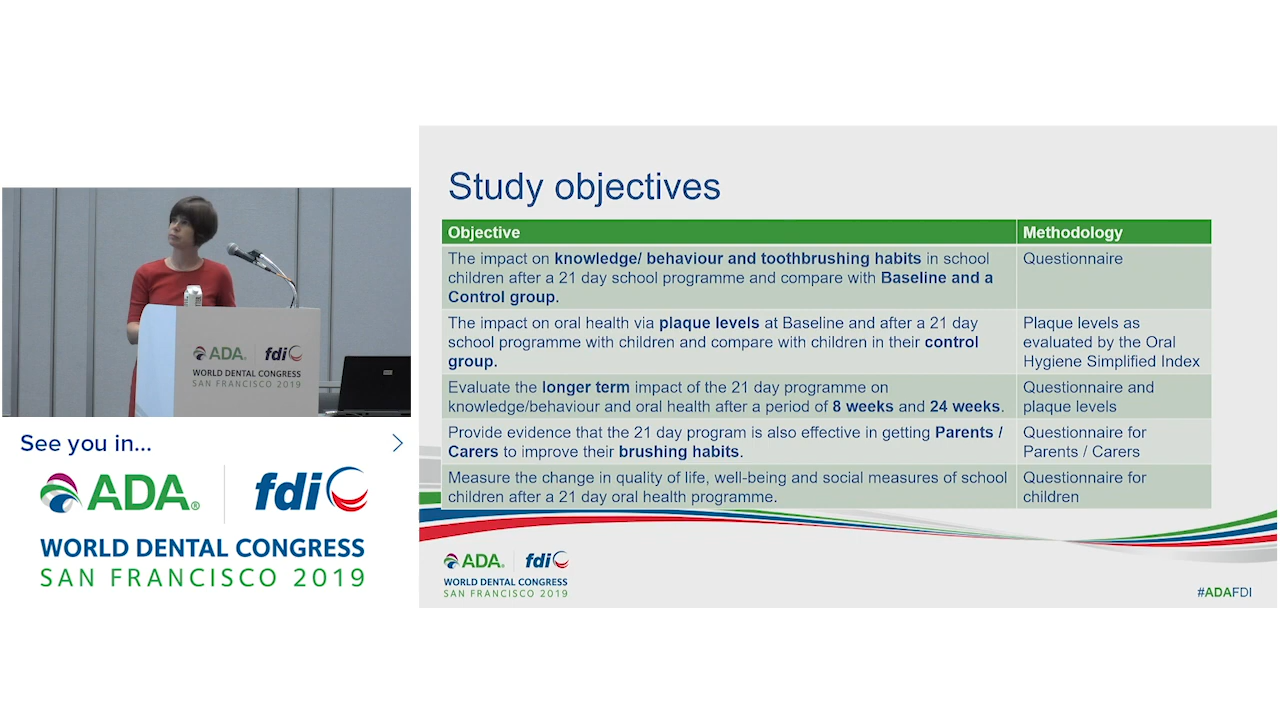 ADA. fdi
WORLD DENTAL CONGRESS
SAN FRANCISCO 2019
See you in...
ADA® fdi
WORLD DENTAL CONGRESS
SAN FRANCISCO 2019
Study objectives
Objective Methodology
The impact on knowledge/ behaviour and toothbrushing habits in school Questionnaire
children after a 21 day school programme and compare with Baseline and a
Control group.
The impact on oral health via plaque levels at Baseline and after a 21 day Plaque levels as
school programme with children and compare with children in their control evaluated by the Oral
group. Hygiene Simplified Index
Evaluate the longer term impact of the 21 day programme on Questionnaire and
knowledge/behaviour and oral health after a period of 8 weeks and 24 weeks. plaque levels
Provide evidence that the 21 day program is also effective in getting Parents / Questionnaire for
Carers to improve their brushing habits. Parents / Carers
Measure the change in quality of life, well-being and social measures of school Questionnaire for
children after a 21 day oral health programme. children
ADA. fdi
WORLD DENTAL CONGRESS
SAN FRANCISCO 2019
#ADAFDI